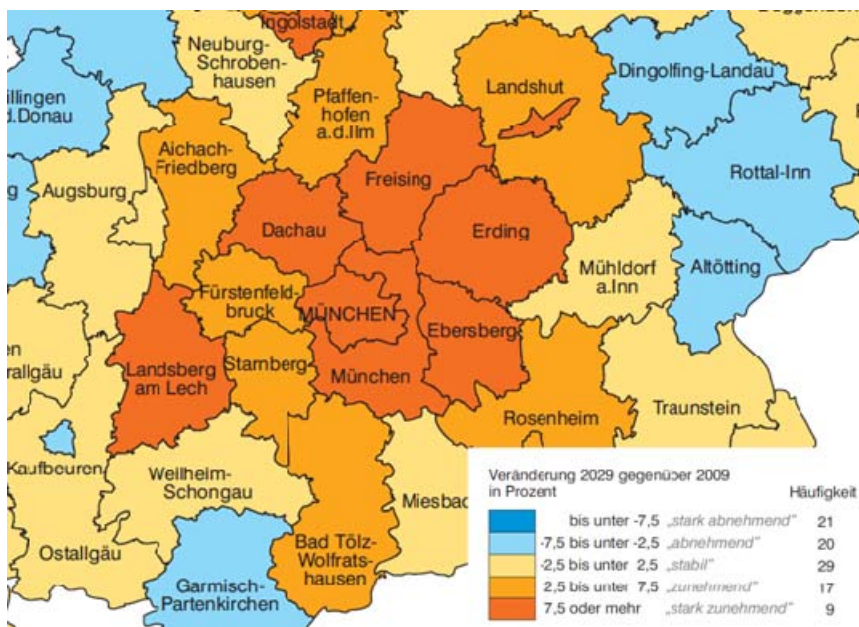 Ingolstadt
Neuburg-
Schroben-
hausen
Pfaffen-
hofen
a.d.Ilm
Landshut
Dingolfing-Landau
illingen
d.Donau
Aichach-
Friedberg
Augsburg
Freising
Rottal-Inn
Dachau
Erding
Mühldorf
a.Inn
Altötting
Fürstenfeld-
bruck
MÜNCHEN
Ebersberg
Landsberg
am Lech
Starnberg
München
en
rallgäu
Rosenheim
Traunstein
Kaufbeuren
Weilheim-
Schongau
Miesbac
Ostallgäu
Bad Tölz-
Wolfrats-
hausen
Garmisch-
Partenkirchen
Veränderung 2029 gegenüber 2009
in Prozent Häufigkeit
bis unter -7,5 „stark abnehmend" 21
-7,5 bis unter -2,5 „abnehmend" 20
-2,5 bis unter 2,5 „stabil" 29
2,5 bis unter 7,5 „zunehmend" 17
7,5 oder mehr „stark zunehmend" 9